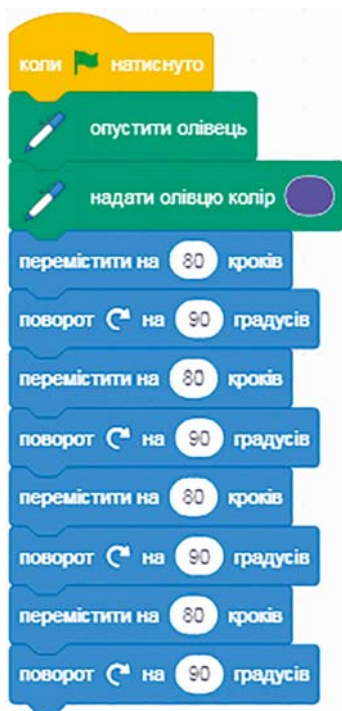 коли натиснуто
опустити олівець
надати олівцю колір
перемістити на 80 кроків
поворот на 90 градусів
перемістити на 80 кроків
поворот на 90 градусів
перемістити на 80 кроків
поворот на 90 градусів
перемістити на 80 кроків
поворот на 90 градусів